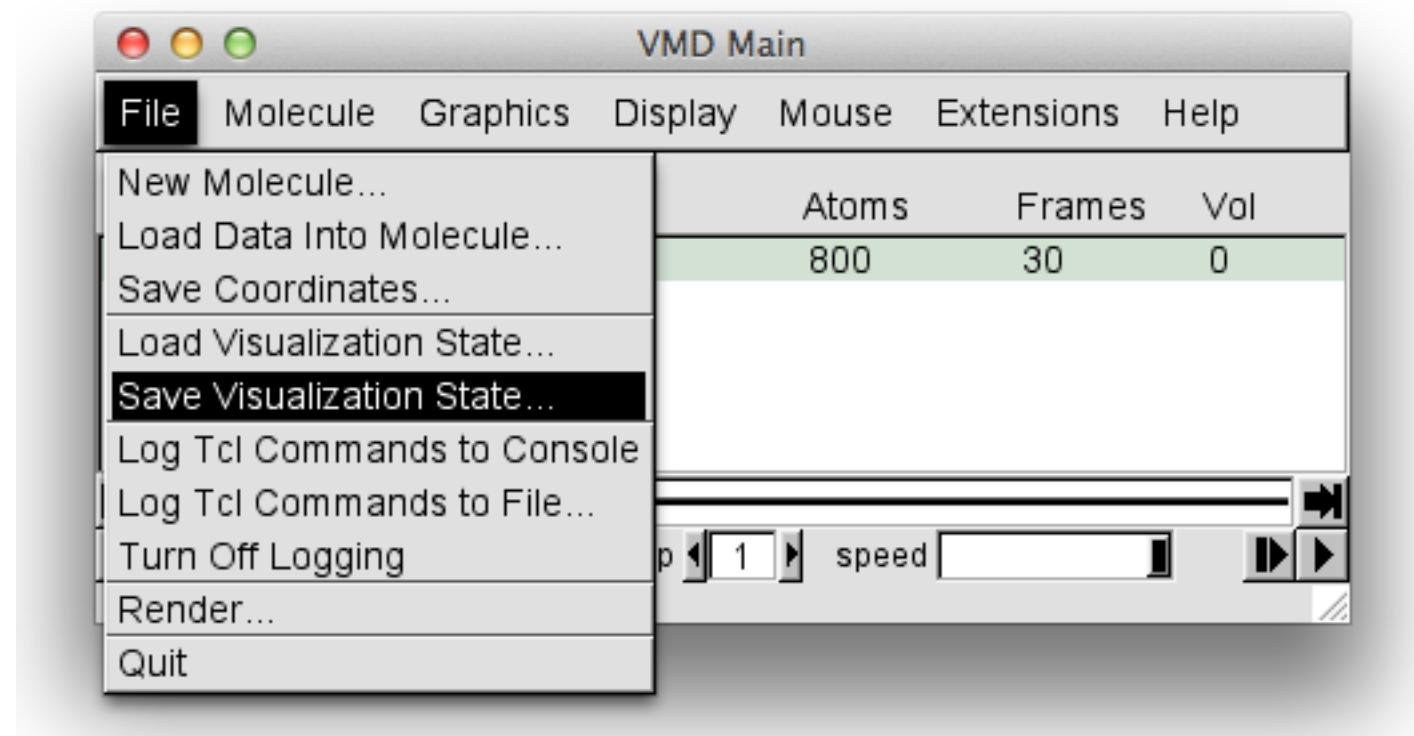 VMD Main
File Molecule Graphics Display Mouse Extensions Help
New Molecule...
Load Data Into Molecule...
Save Coordinates...
Load Visualization State...
Save Visualization State...
Log Tcl Commands to Console
Log Tcl Commands to File...
Turn Off Logging
Render...
Quit
Atoms Frames Vol
800 30 0
p 1 speed